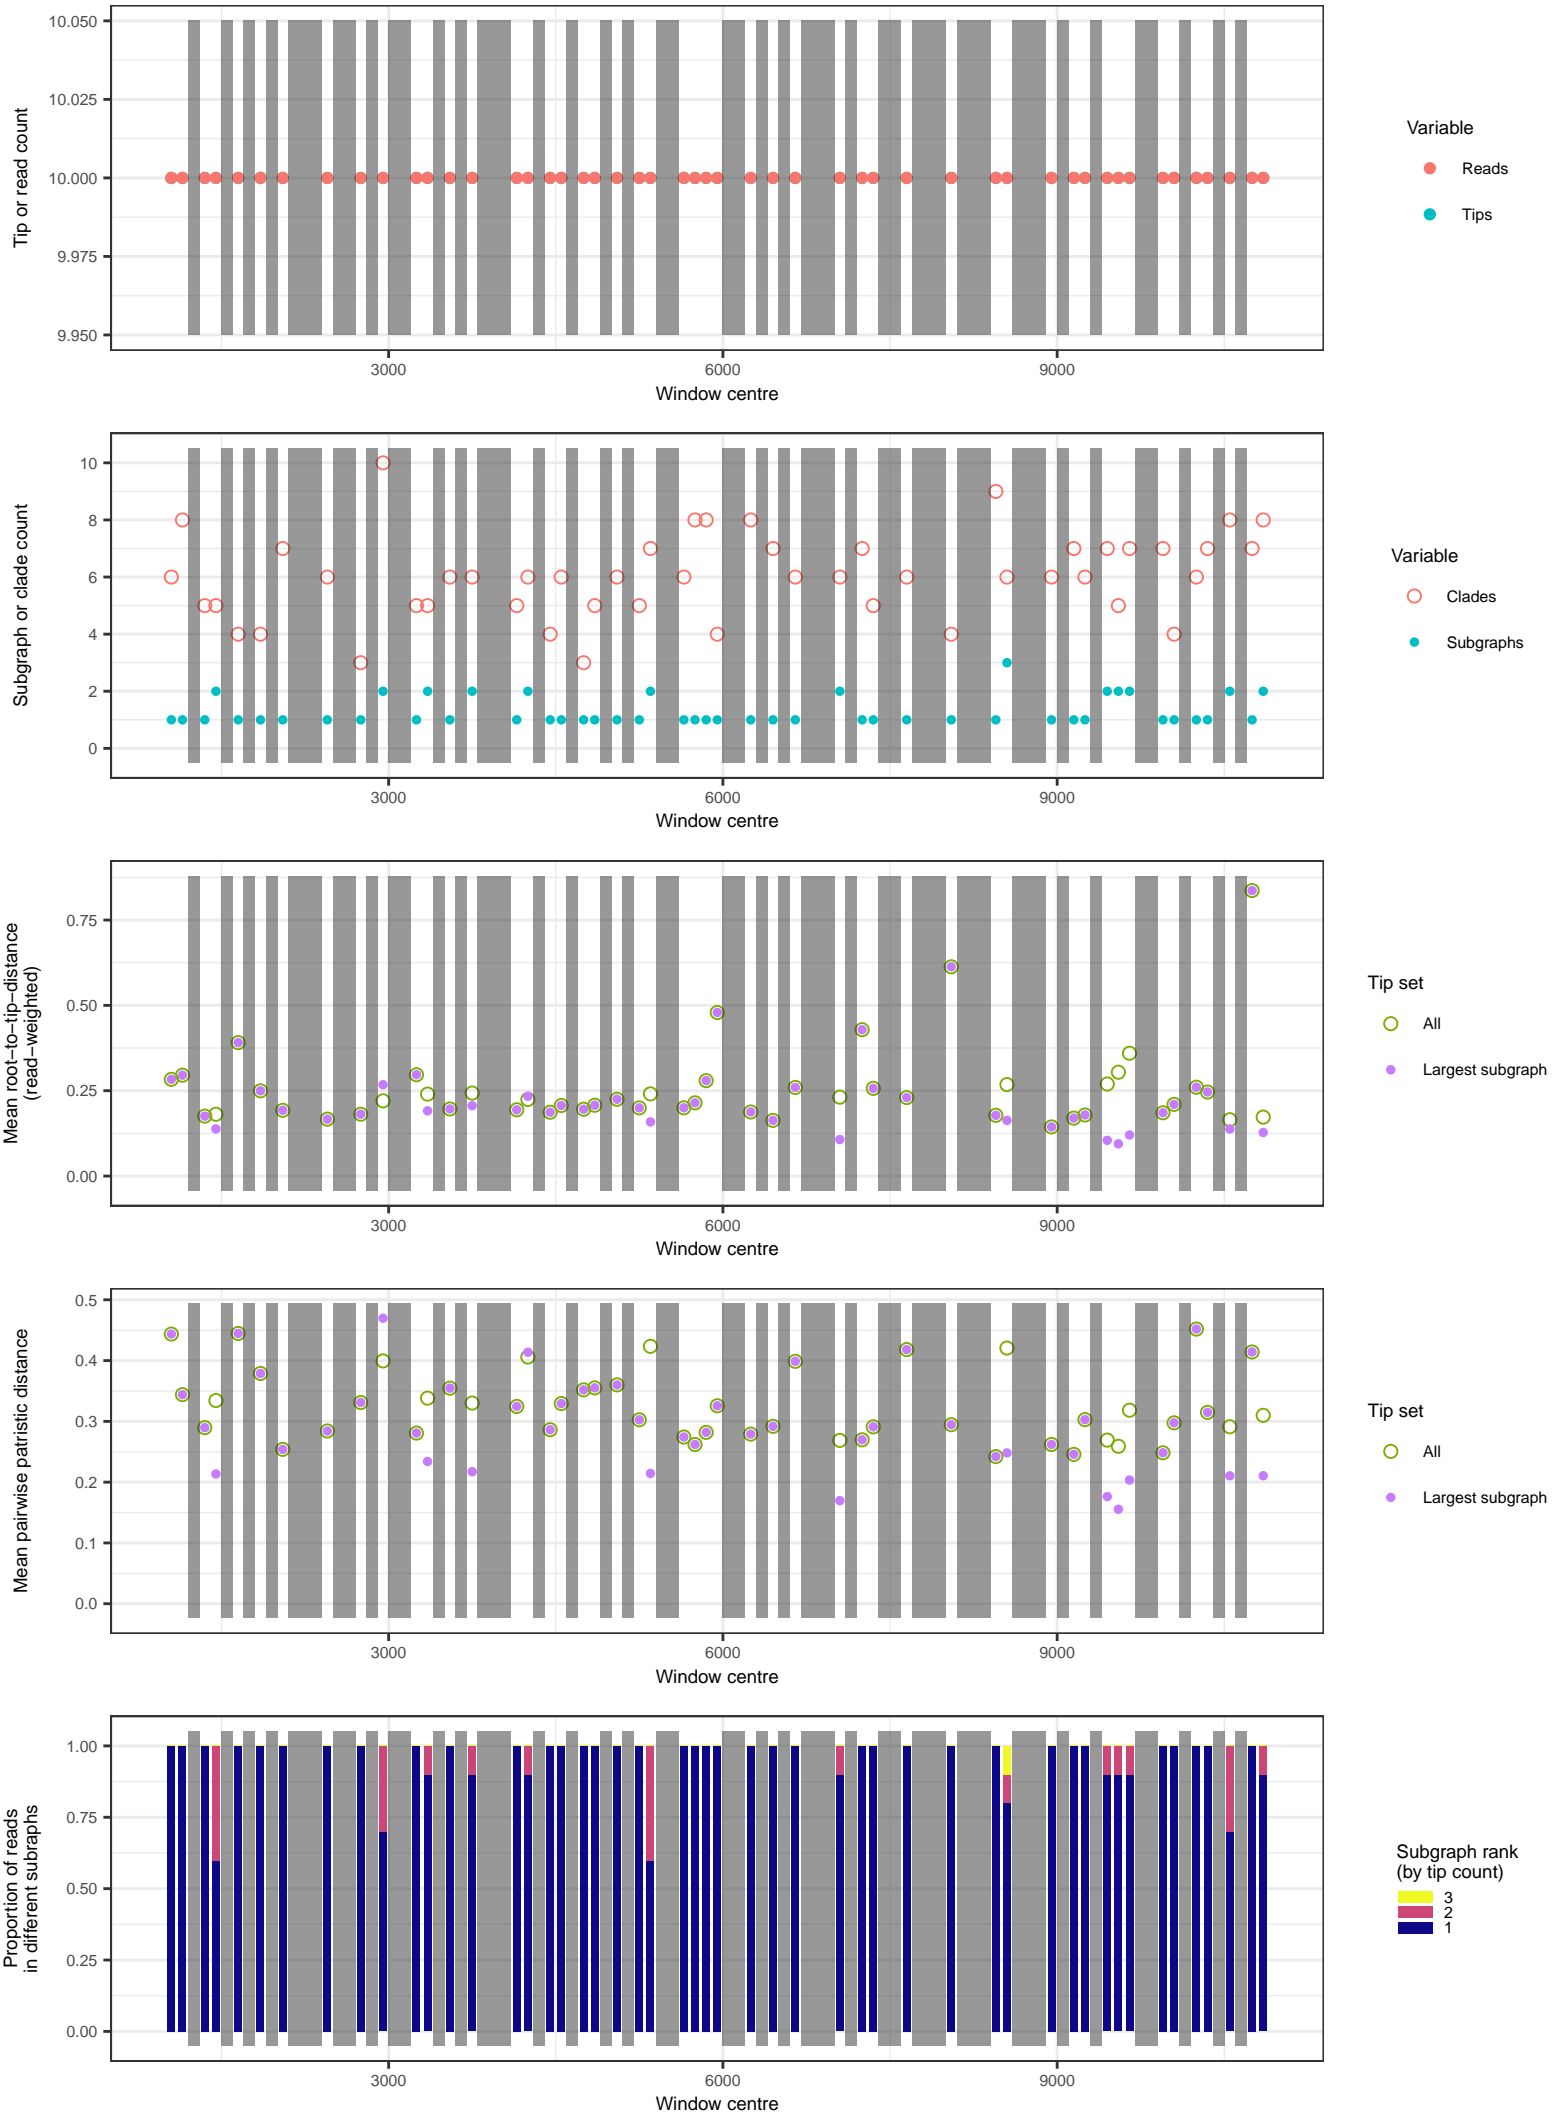 10.050
10.025
10.000
9.975
9.950
Tip or read count
3000
6000
9000
Window centre
Variable
Reads
Tips
10
8
6
4
2
0
Subgraph or clade count
3000
6000
9000
Window centre
Variable
Clades
Subgraphs
0.75
0.50
0.25
0.00
Mean root−to−tip−distance
(read−weighted)
3000
6000
9000
Window centre
Tip set
All
Largest subgraph
0.5
0.4
0.3
0.2
0.1
0.0
Mean pairwise patristic distance
3000
6000
9000
Window centre
Tip set
All
Largest subgraph
1.00
0.75
0.50
0.25
0.00
Proportion of reads
in different subraphs
3000
6000
9000
Window centre
Subgraph rank
(by tip count)
3
2
1